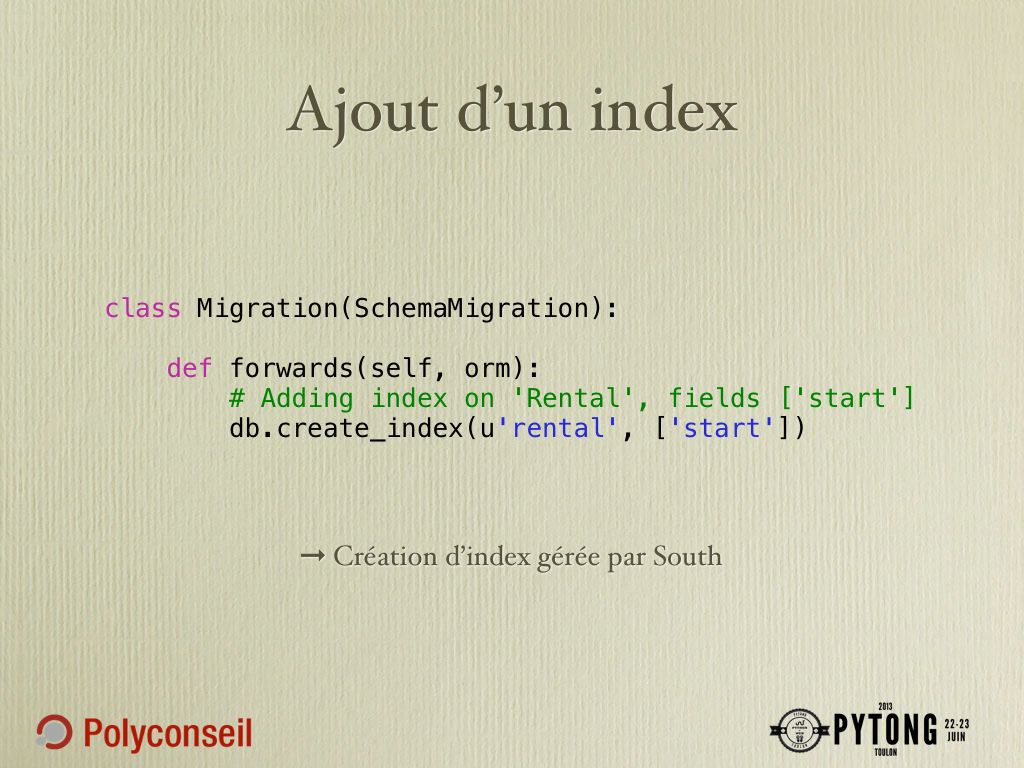 Ajout d’un index
class Migration(SchemaMigration):
def forwards(self, orm):
# Adding index on 'Rental', fields ['start']
db.create_index(u'rental', ['start'])
→ Création d’index gérée par South
Polyconseil
2013
PYTONG
22-23
JUIN
TOULON